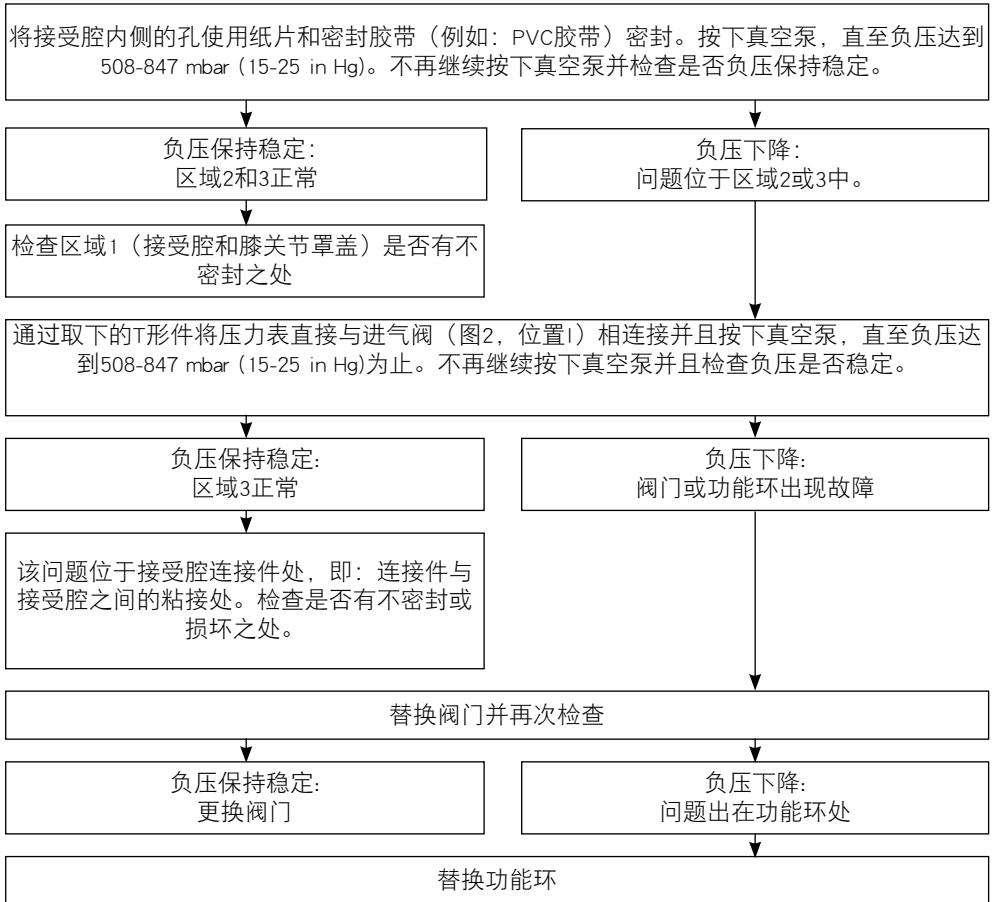 将接受腔内侧的孔使用纸片和密封胶带（例如：PVC胶带）密封。按下真空泵，直至负压达到
508-847 mbar (15-25 in Hg)。不再继续按下真空泵并检查是否负压保持稳定。
负压保持稳定：
区域2和3正常
负压下降：
问题位于区域2或3中。
检查区域1（接受腔和膝关节罩盖）是否有不
密封之处
通过取下的T形件将压力表直接与进气阀（图2，位置I）相连接并且按下真空泵，直至负压达
到508-847 mbar (15-25 in Hg)为止。不再继续按下真空泵并且检查负压是否稳定。
负压保持稳定:
区域3正常
负压下降:
阀门或功能环出现故障
该问题位于接受腔连接件处，即：连接件与
接受腔之间的粘接处。检查是否有不密封或
损坏之处。
替换阀门并再次检查
负压保持稳定：
更换阀门
负压下降:
问题出在功能环处
替换功能环